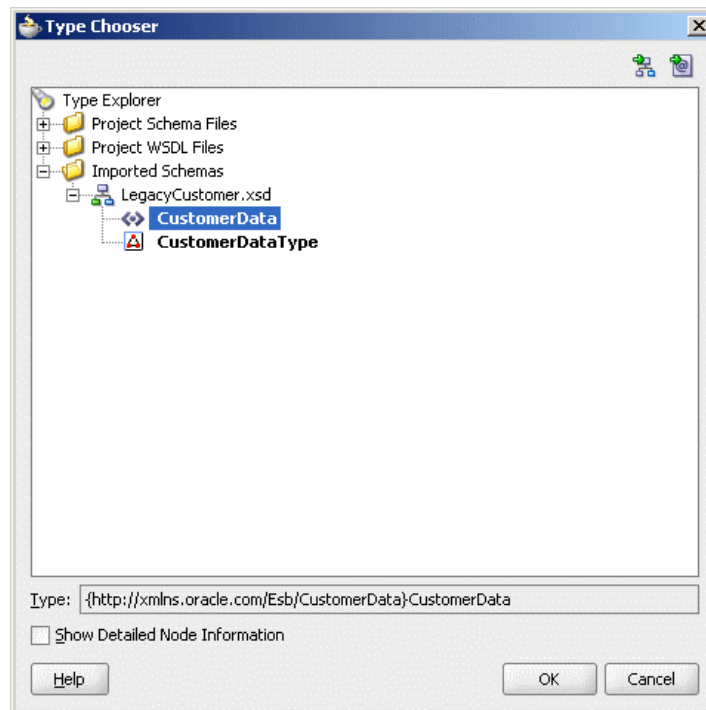 Type Chooser
Type Explorer
Project Schema Files
Project WSDL Files
Imported Schemas
LegacyCustomer.xsd
CustomerData
CustomerDataType
Type: {http://xmlns.oracle.com/Esb/CustomerData}CustomerData
Show Detailed Node Information
Help OK Cancel